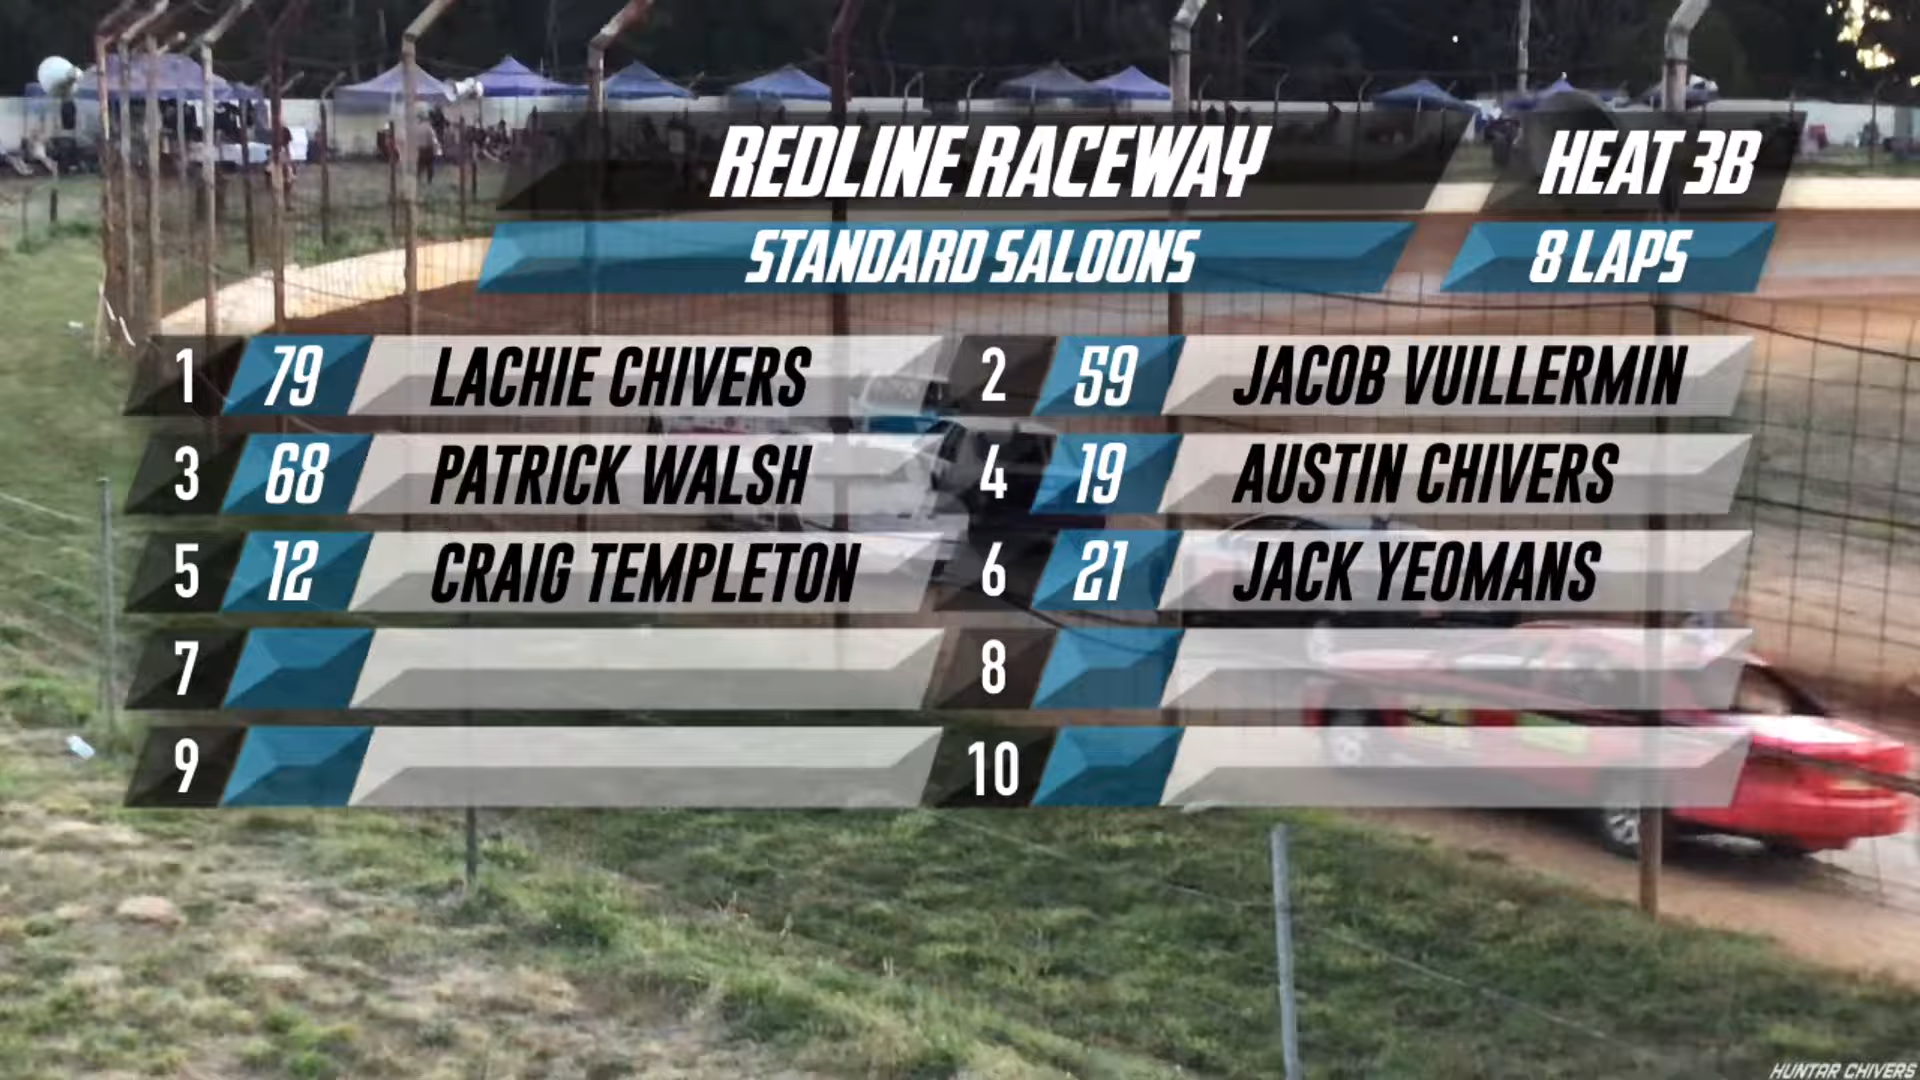 REDLINE RACEWAY
HEAT 3B
STANDARD SALOONS
8 LAPS
1 79 LACHIE CHIVERS
2 59 JACOB VUILLERMIN
3 68 PATRICK WALSH
4 19 AUSTIN CHIVERS
5 12 CRAIG TEMPLETON
6 21 JACK YEOMANS
7
8
9
10
HUNTAR CHIVERS